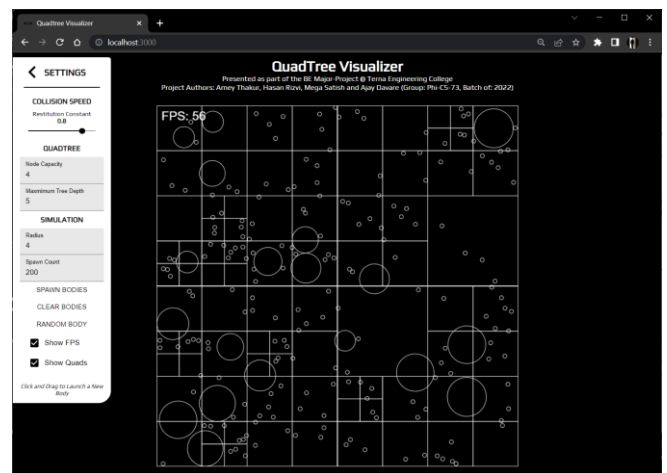 Quadtree Visualizer
localhost:3000
SETTINGS
COLLISION SPEED
Restitution Constant
0.8
QUADTREE
Node Capacity
4
Maxmimum Tree Depth
5
SIMULATION
Radius
4
Spawn Count
200
SPAWN BODIES
CLEAR BODIES
RANDOM BODY
Show FPS
Show Quads
Click and Drag to Launch a New
Body
QuadTree Visualizer
Presented as part of the BE Major-Project @ Terna Engineering College
Project Authors: Amey Thakur, Hasan Rizvi, Mega Satish and Ajay Davare (Group: Phi-CS-73, Batch of: 2022)
FPS: 56